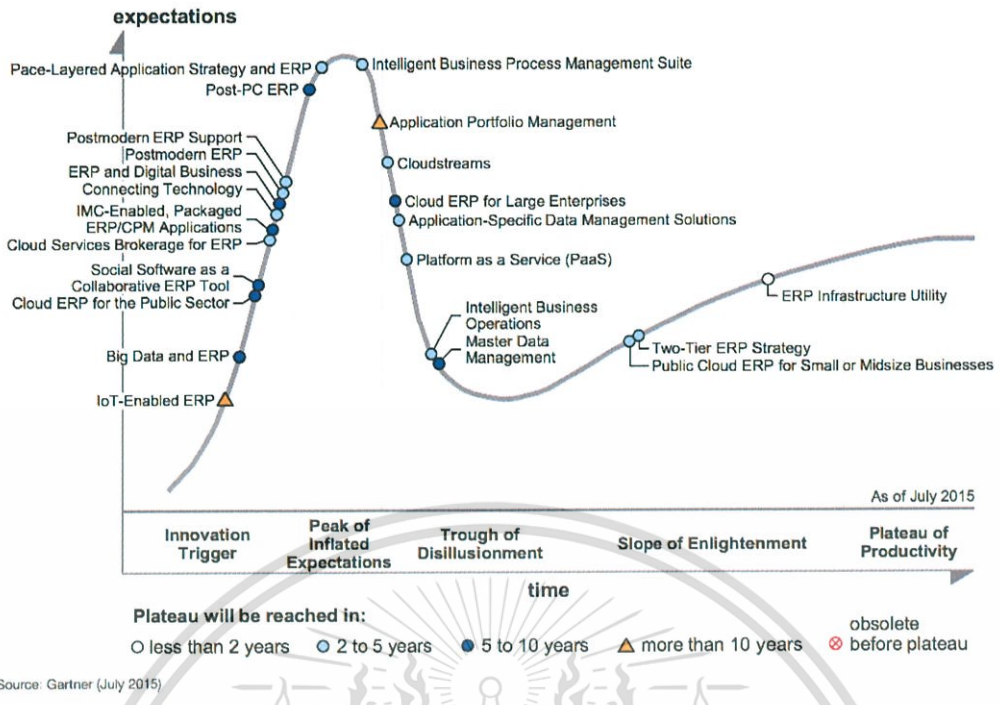 expectations
Pace-Layered Application Strategy and ERP
Intelligent Business Process Management Suite
Post-PC ERP
Application Portfolio Management
Postmodern ERP Support
Postmodern ERP
ERP and Digital Business
Connecting Technology
IMC-Enabled, Packaged
ERP/CPM Applications
Cloud Services Brokerage for ERP
Cloudstreams
Cloud ERP for Large Enterprises
Application-Specific Data Management Solutions
Platform as a Service (PaaS)
Social Software as a
Collaborative ERP Tool
Cloud ERP for the Public Sector
Big Data and ERP
IoT-Enabled ERP
Intelligent Business
Operations
Master Data
Management
ERP Infrastructure Utility
Two-Tier ERP Strategy
Public Cloud ERP for Small or Midsize Businesses
As of July 2015
Innovation
Trigger
Peak of
Inflated
Expectations
Trough of
Disillusionment
Slope of Enlightenment
Plateau of
Productivity
time
Plateau will be reached in:
less than 2 years
2 to 5 years
5 to 10 years
more than 10 years
obsolete
before plateau
Source: Gartner (July 2015)